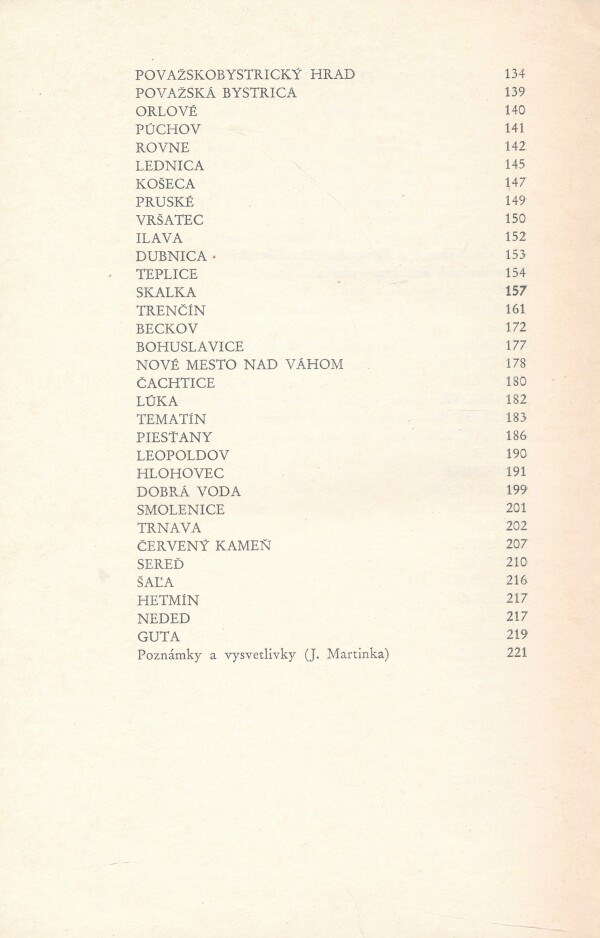 POVAŽSKOBYSTRICKÝ HRAD 134
POVAŽSKÁ BYSTRICA 139
ORLOVÉ 140
PÚCHOV 141
ROVNE 142
LEDNICA 145
KOŠECA 147
PRUSKÉ 149
VRŠATEC 150
ILAVA 152
DUBNICA 153
TEPLICE 154
SKALKA 157
TRENČÍN 161
BECKOV 172
BOHUSLAVICE 177
NOVÉ MESTO NAD VÁHOM 178
ČACHTICE 180
LÚKA 182
TEMATÍN 183
PIESŤANY 186
LEOPOLDOV 190
HLOHOVEC 191
DOBRÁ VODA 199
SMOLENICE 201
TRNAVA 202
ČERVENÝ KAMEŇ 207
SEREĎ 210
ŠAĽA 216
HETMÍN 217
NEDED 217
GUTA 219
Poznámky a vysvetlivky (J. Martinka) 221